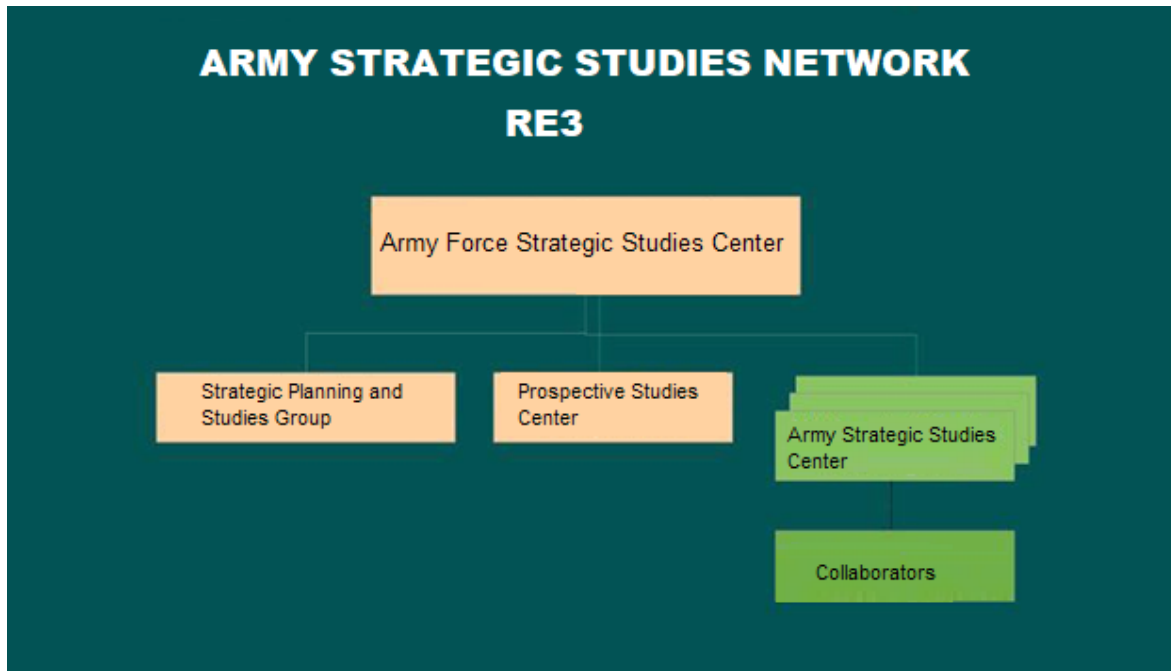 ARMY STRATEGIC STUDIES NETWORK
RE3
Army Force Strategic Studies Center
Strategic Planning and
Studies Group
Prospective Studies
Center
Army Strategic Studies
Center
Collaborators